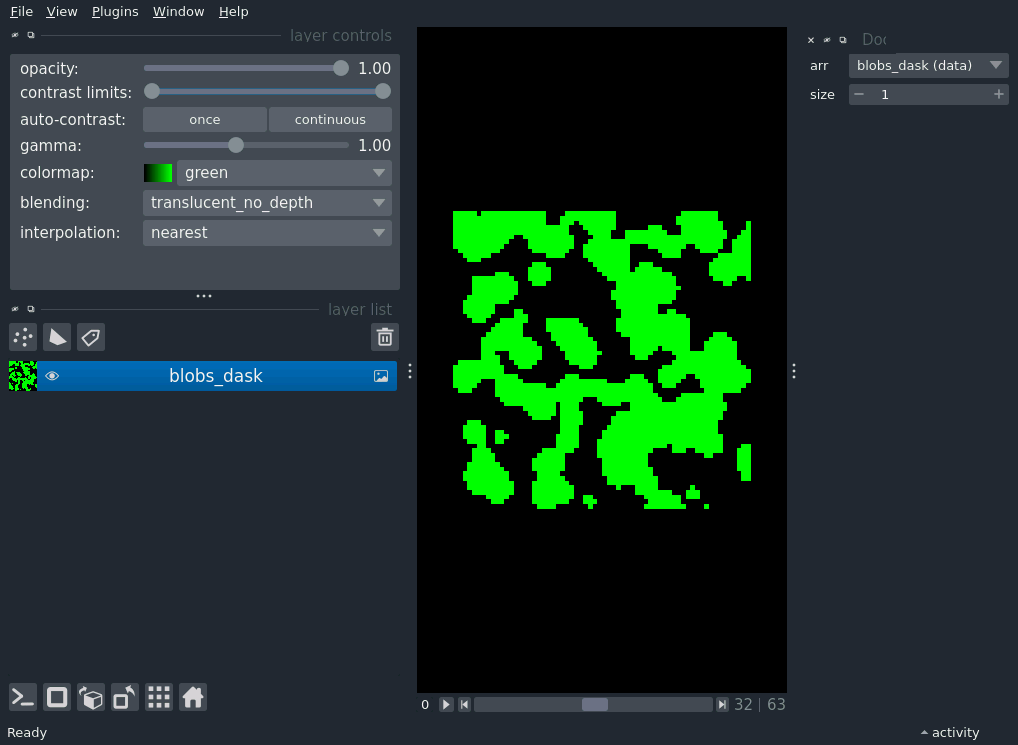 File View Plugins Window Help
layer controls
opacity: 1.00
contrast limits:
auto-contrast: once continuous
gamma: 1.00
colormap: green
blending: translucent_no_depth
interpolation: nearest
layer list
blobs_dask
0 32 | 63
Doc
arr blobs_dask (data)
size 1
Ready
activity